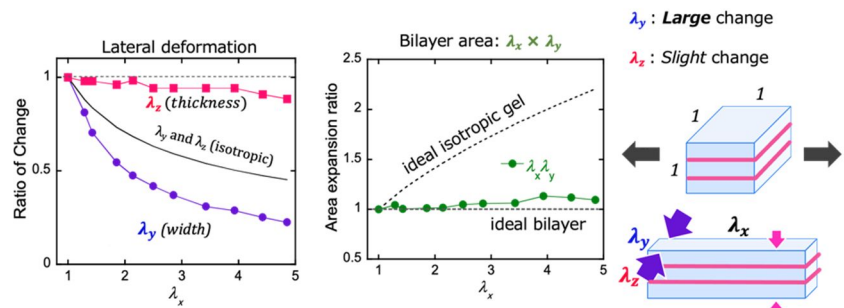 Lateral deformation
Ratio of Change
1
0.5
0
λz (thickness)
λy and λz (isotropic)
λy (width)
1 2 3 4 5
λx
Bilayer area: λx × λy
Area expansion ratio
2.5
2
1.5
1
0.5
ideal isotropic gel
λxλy
ideal bilayer
1 2 3 4 5
λx
λy : Large change
λz : Slight change
1
1
1
λx
λy
λz